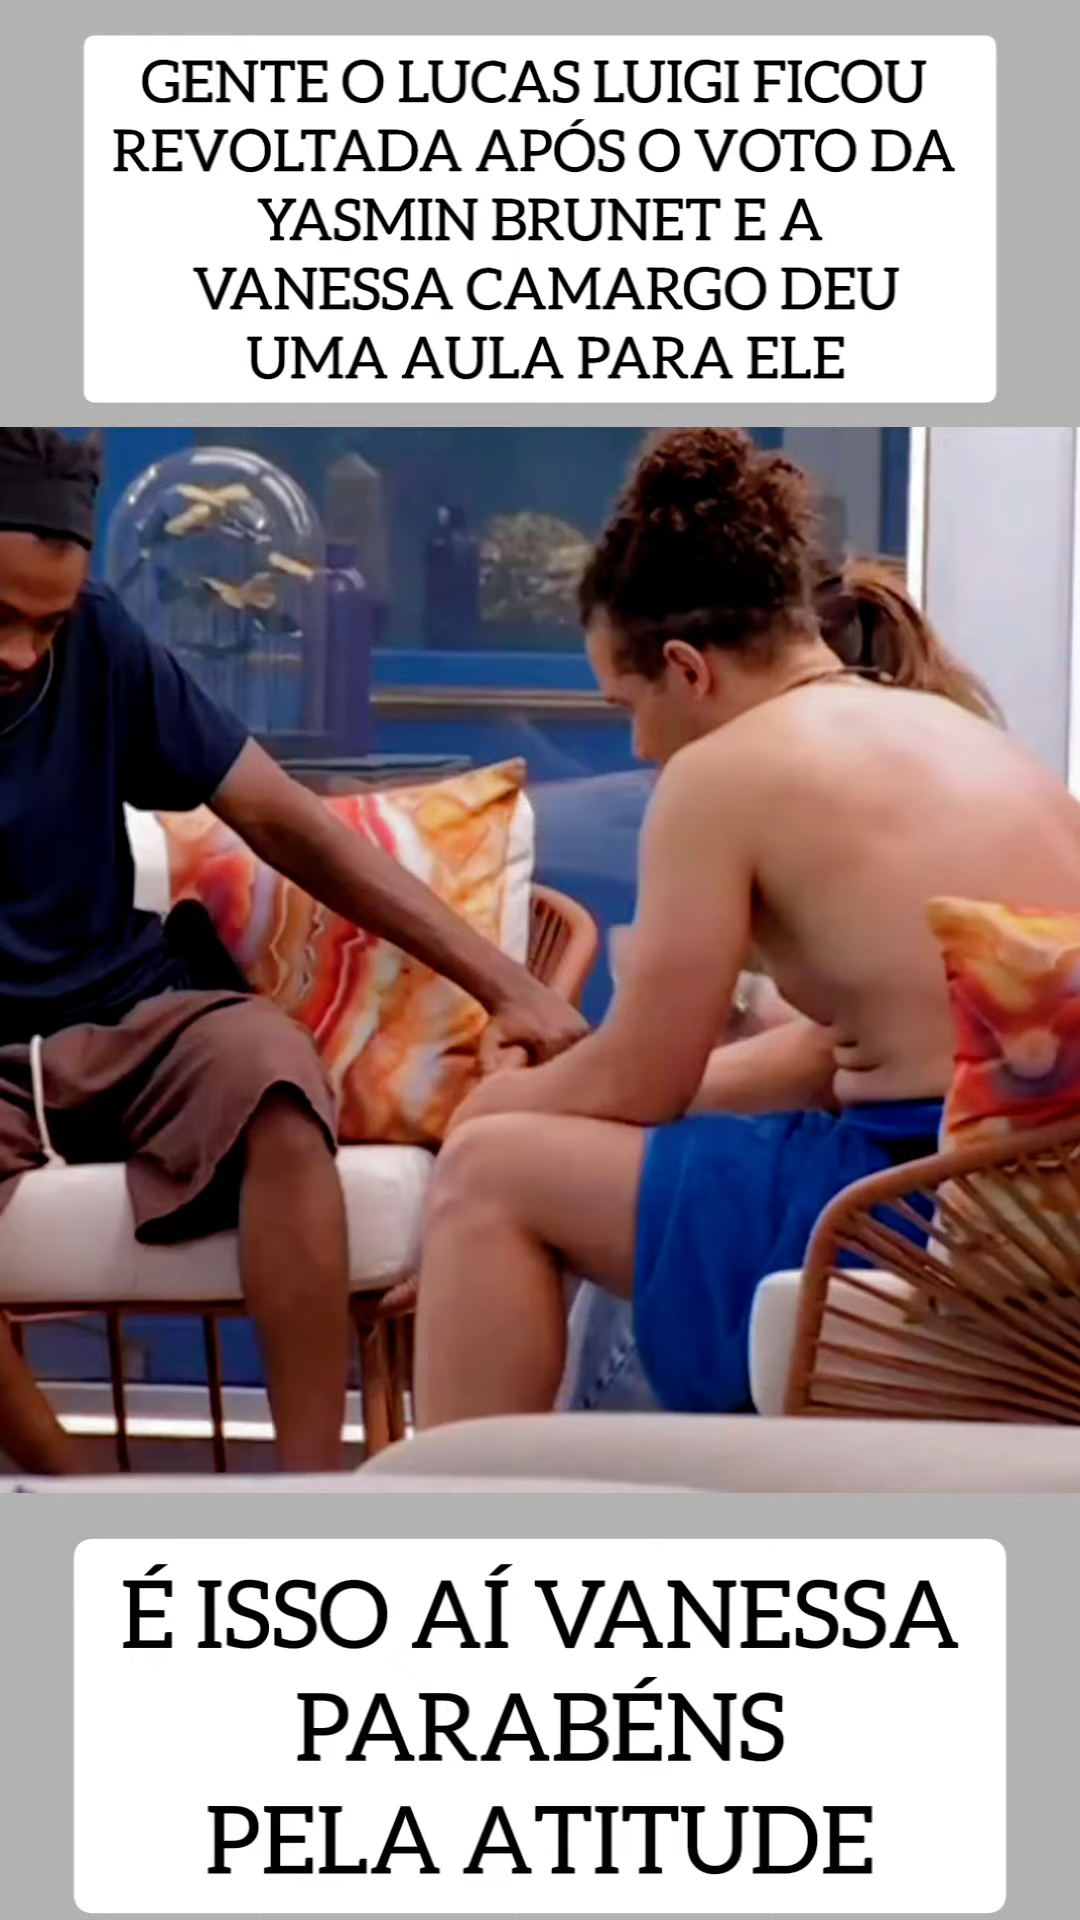 GENTE O LUCAS LUIGI FICOU
REVOLTADA APÓS O VOTO DA
YASMIN BRUNET E A
VANESSA CAMARGO DEU
UMA AULA PARA ELE
É ISSO AÍ VANESSA
PARABÉNS
PELA ATITUDE